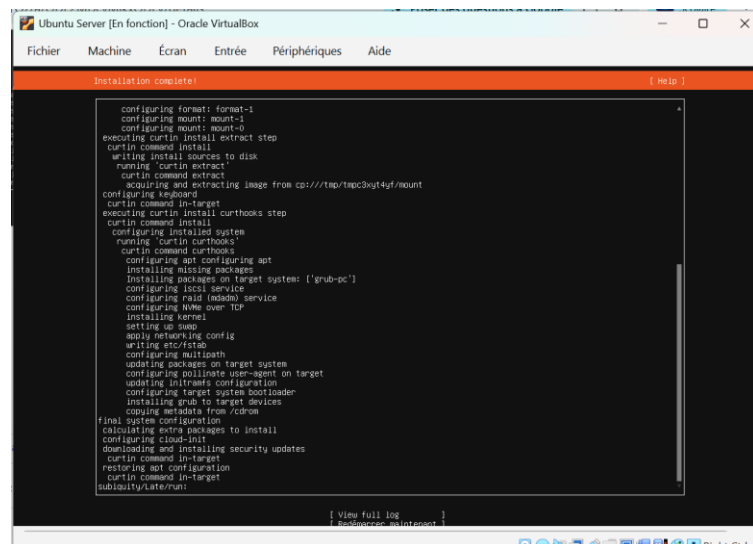 Ubuntu Server [En fonction] - Oracle VirtualBox
Fichier Machine Écran Entrée Périphériques Aide
Installation complete! [ Help ]
configuring format: format-1
configuring mount: mount-1
configuring mount: mount-0
executing curtin install extract step
curtin command install
writing install sources to disk
running 'curtin extract'
curtin command extract
acquiring and extracting image from cp:///tmp/tmpc3xyt4yf/mount
configuring keyboard
curtin command in-target
executing curtin install curthooks step
curtin command install
configuring installed system
running 'curtin curthooks'
curtin command curthooks
configuring apt configuring apt
installing missing packages
Installing packages on target system: ['grub-pc']
configuring iscsi service
configuring raid (mdadm) service
configuring NVMe over TCP
installing kernel
setting up swap
apply networking config
writing etc/fstab
configuring multipath
updating packages on target system
configuring pollinate user-agent on target
updating initramfs configuration
configuring target system bootloader
installing grub to target devices
copying metadata from /cdrom
final system configuration
calculating extra packages to install
configuring cloud-init
downloading and installing security updates
curtin command in-target
restoring apt configuration
curtin command in-target
subiquity/Late/run:
[ View full log ]
[ Redémarrer maintenant ]